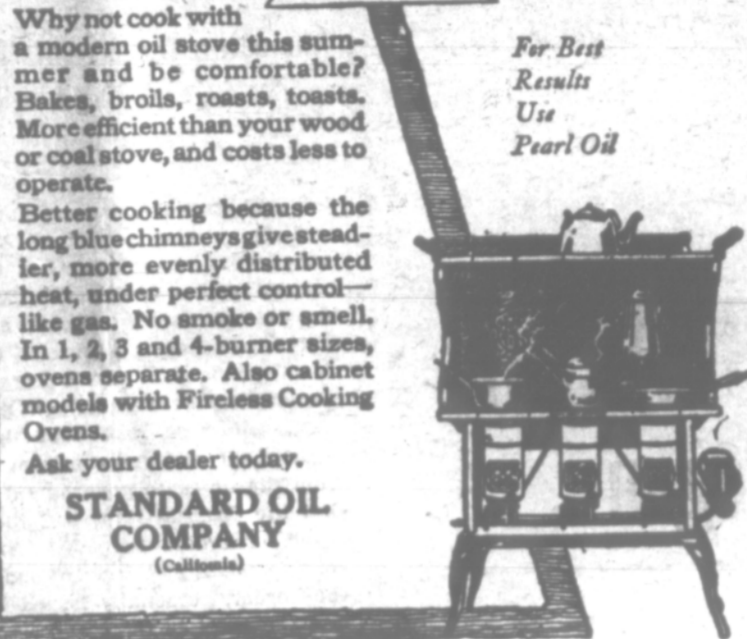 Why not cook with
a modern oil stove this sum-
mer and be comfortable?
Bakes, broils, roasts, toasts.
More efficient than your wood
or coal stove, and costs less to
operate.
Better cooking because the
long blue chimneys give stead-
ier, more evenly distributed
heat, under perfect control—
like gas. No smoke or smell.
In 1, 2, 3 and 4-burner sizes,
ovens separate. Also cabinet
models with Fireless Cooking
Ovens.
Ask your dealer today.
STANDARD OIL
COMPANY
(California)
For Best
Results
Use
Pearl Oil